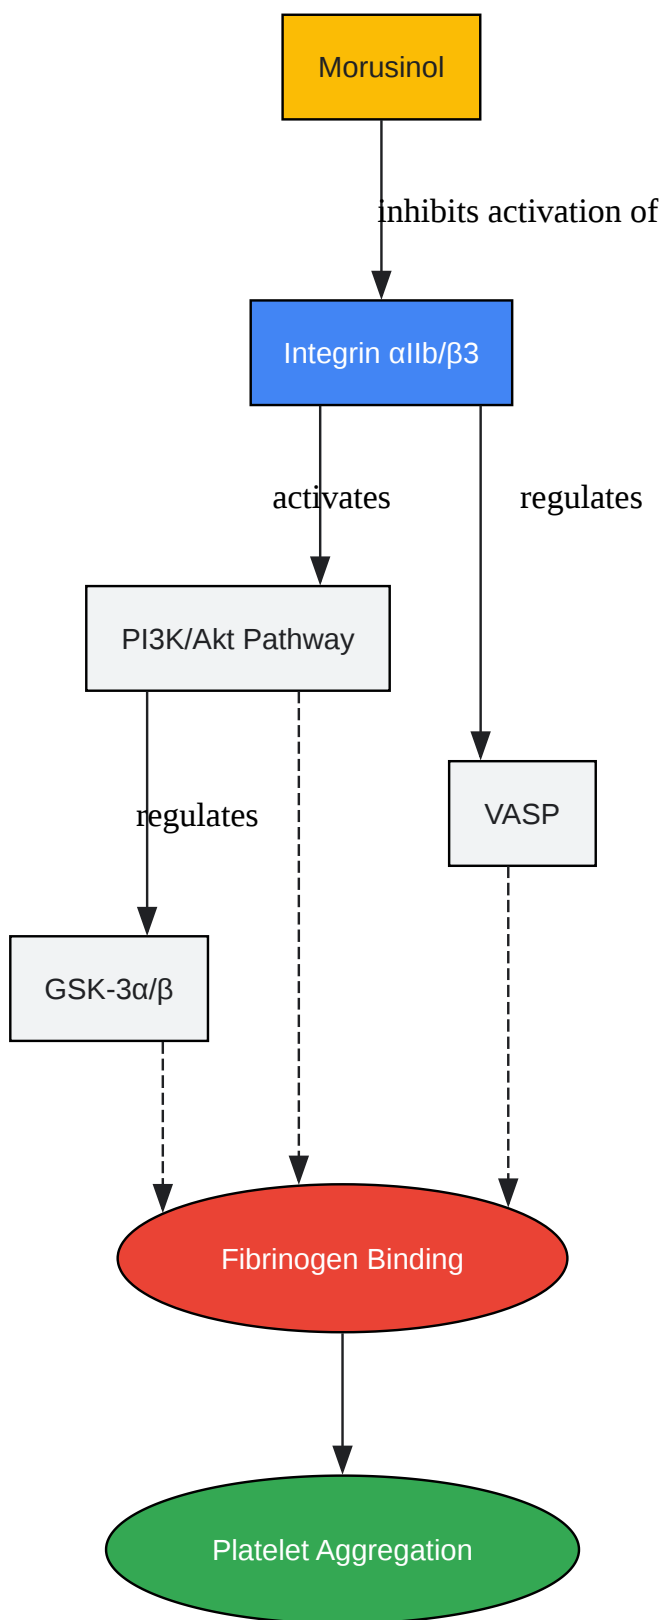 Morusinol
inhibits activation of
Integrin αIIb/β3
activates
regulates
PI3K/Akt Pathway
regulates
VASP
GSK-3α/β
Fibrinogen Binding
Platelet Aggregation